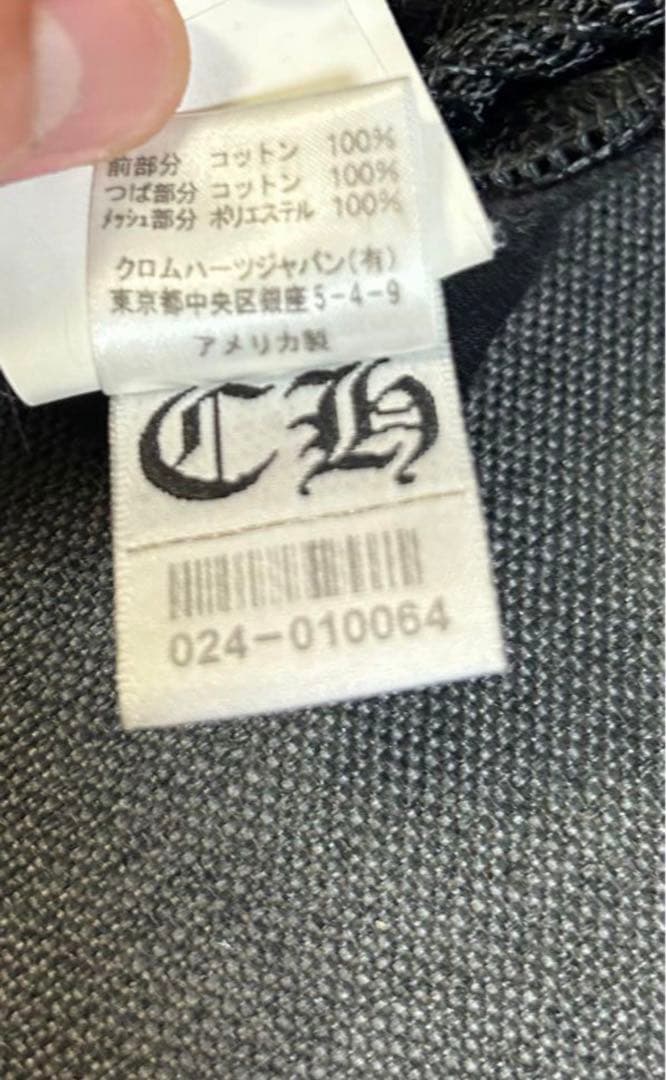 前部分 コットン 100%
つば部分 コットン 100%
メッシュ部分 ポリエステル 100%
クロムハーツジャパン(有)
東京都中央区銀座5-4-9
アメリカ製
CH
024-010064